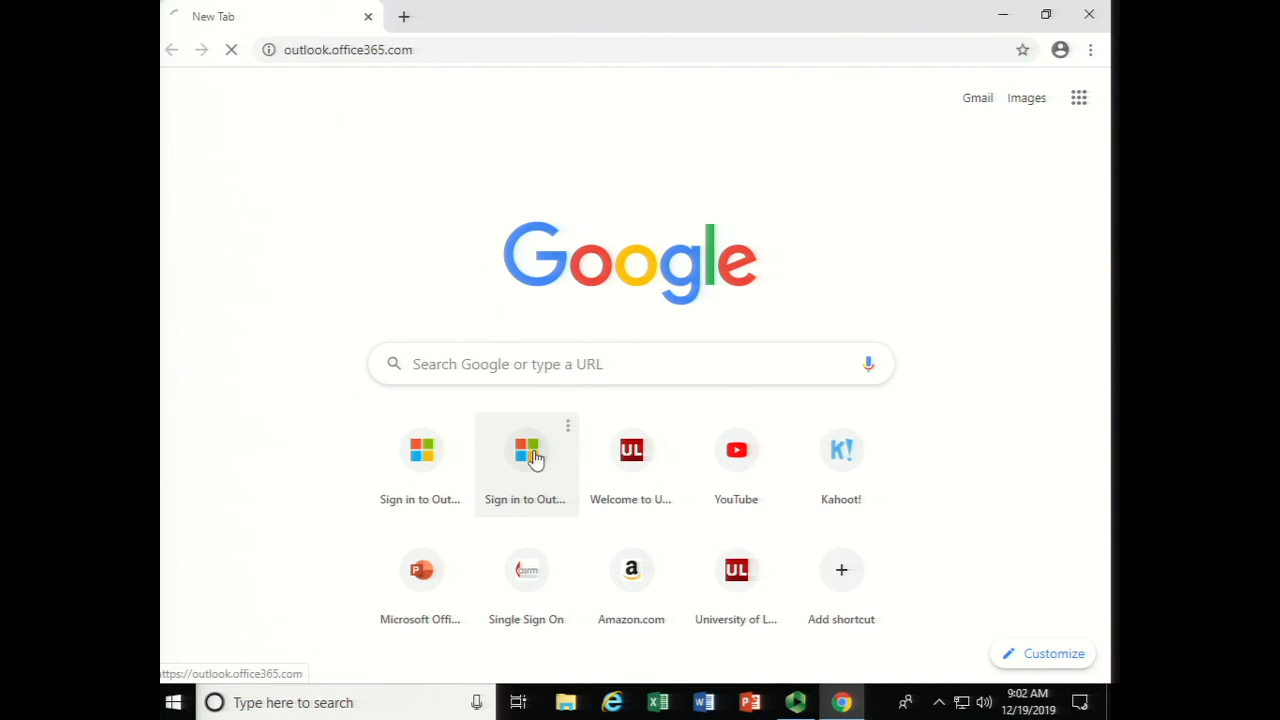 New Tab
outlook.office365.com
Gmail Images
Google
Search Google or type a URL
Sign in to Out... Sign in to Out... Welcome to U... YouTube Kahoot!
Microsoft Offi... Single Sign On Amazon.com University of L... Add shortcut
Customize
ttps://outlook.office365.com
Type here to search
9:02 AM
12/19/2019
UL
K!
P
asrm
a
UL